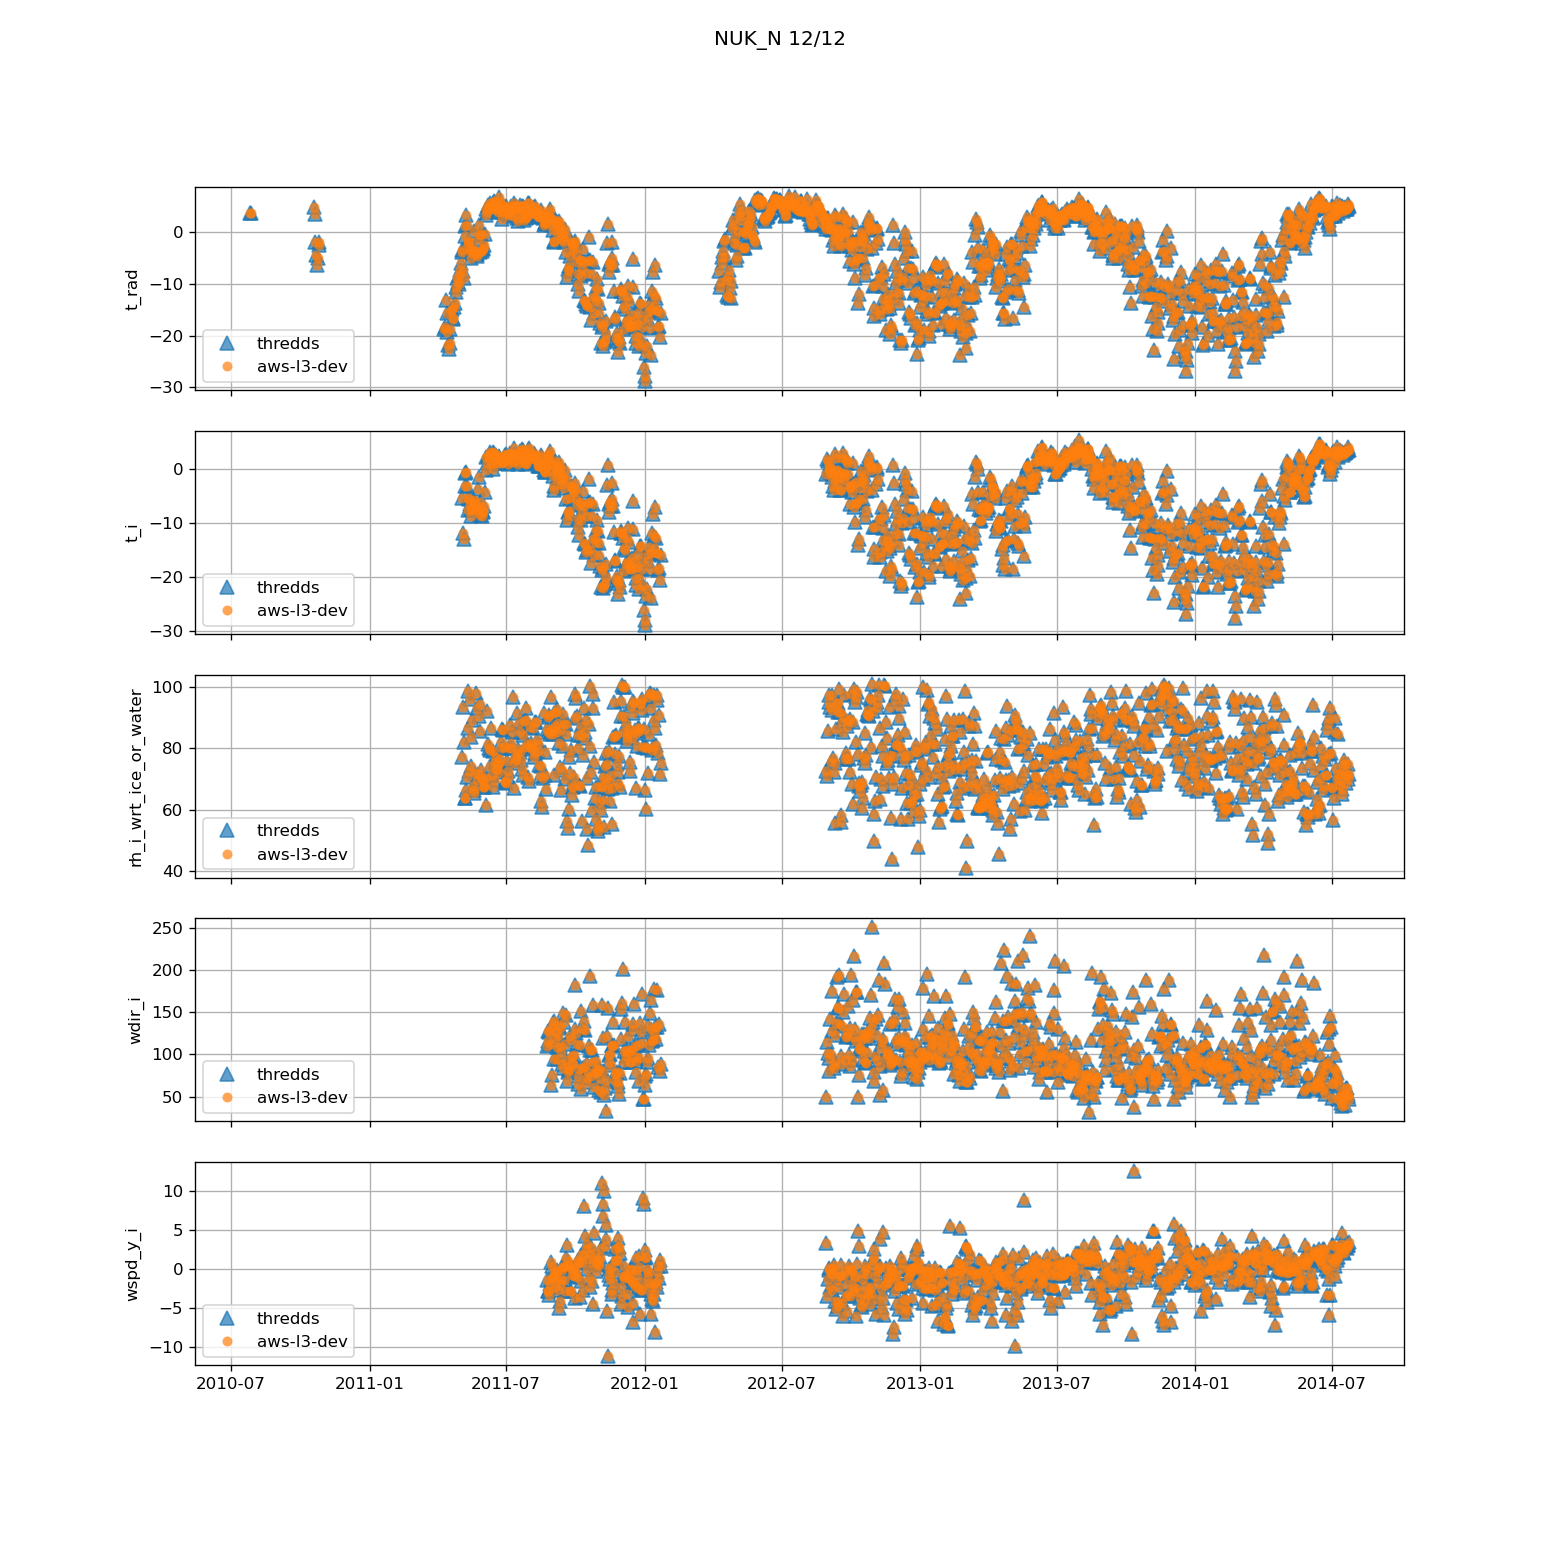 NUK_N 12/12
t_rad
0
−10
−20
−30
thredds
aws-l3-dev
t_i
0
−10
−20
−30
thredds
aws-l3-dev
rh_i_wrt_ice_or_water
100
80
60
40
thredds
aws-l3-dev
wdir_i
250
200
150
100
50
thredds
aws-l3-dev
wspd_y_i
10
5
0
−5
−10
thredds
aws-l3-dev
2010-07 2011-01 2011-07 2012-01 2012-07 2013-01 2013-07 2014-01 2014-07